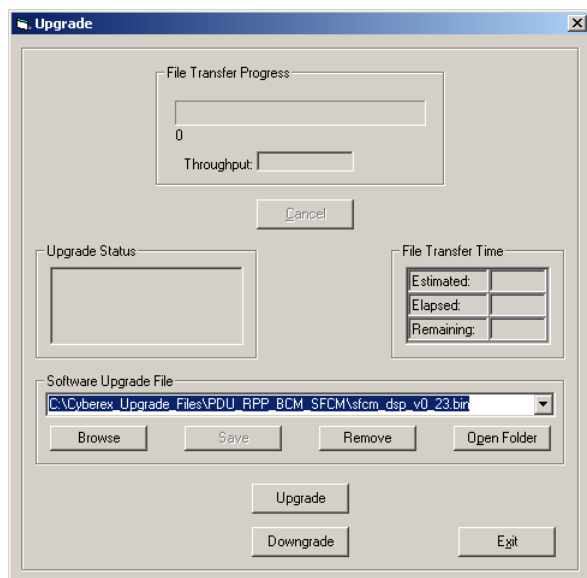 Upgrade
File Transfer Progress
0
Throughput:
Cancel
Upgrade Status
File Transfer Time
Estimated:
Elapsed:
Remaining:
Software Upgrade File
C:\Cyberex_Upgrade_Files\PDU_RPP_BCM_SFCM\sfcm_dsp_v0_23.bin
Browse Save Remove Open Folder
Upgrade
Downgrade Exit